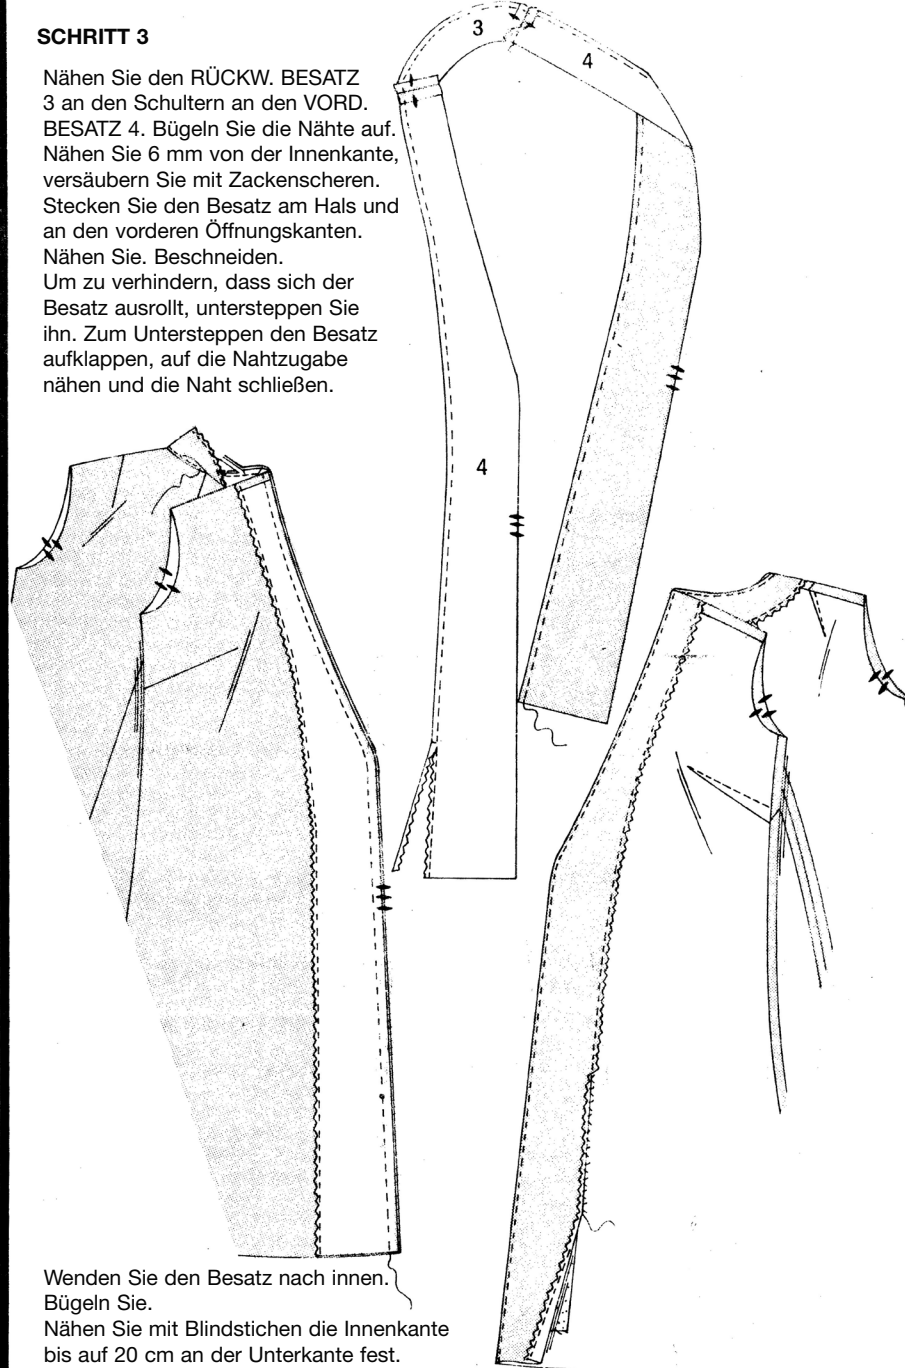 SCHRITT 3
Nähen Sie den RÜCKW. BESATZ
3 an den Schultern an den VORD.
BESATZ 4. Bügeln Sie die Nähte auf.
Nähen Sie 6 mm von der Innenkante,
versäubern Sie mit Zackenscheren.
Stecken Sie den Besatz am Hals und
an den vorderen Öffnungskanten.
Nähen Sie. Beschneiden.
Um zu verhindern, dass sich der
Besatz ausrollt, untersteppen Sie
ihn. Zum Untersteppen den Besatz
aufklappen, auf die Nahtzugabe
nähen und die Naht schließen.
3
4
4
Wenden Sie den Besatz nach innen.
Bügeln Sie.
Nähen Sie mit Blindstichen die Innenkante
bis auf 20 cm an der Unterkante fest.